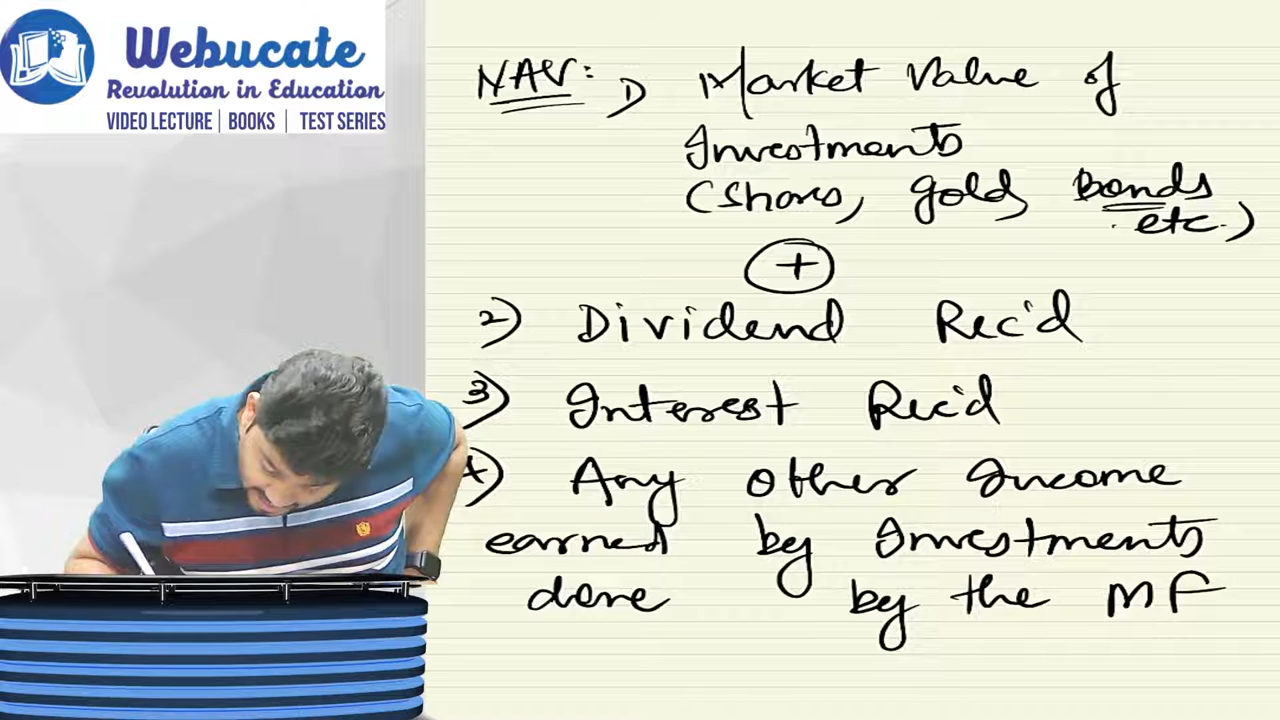 Webucate
Revolution in Education
VIDEO LECTURE | BOOKS | TEST SERIES
NAV: 1) Market Value of
Investments
(Shares, gold bonds
etc.)
+
2) Dividend Rec'd
3) Interest Rec'd
4) Any other Income
earned by Investments
done by the MF